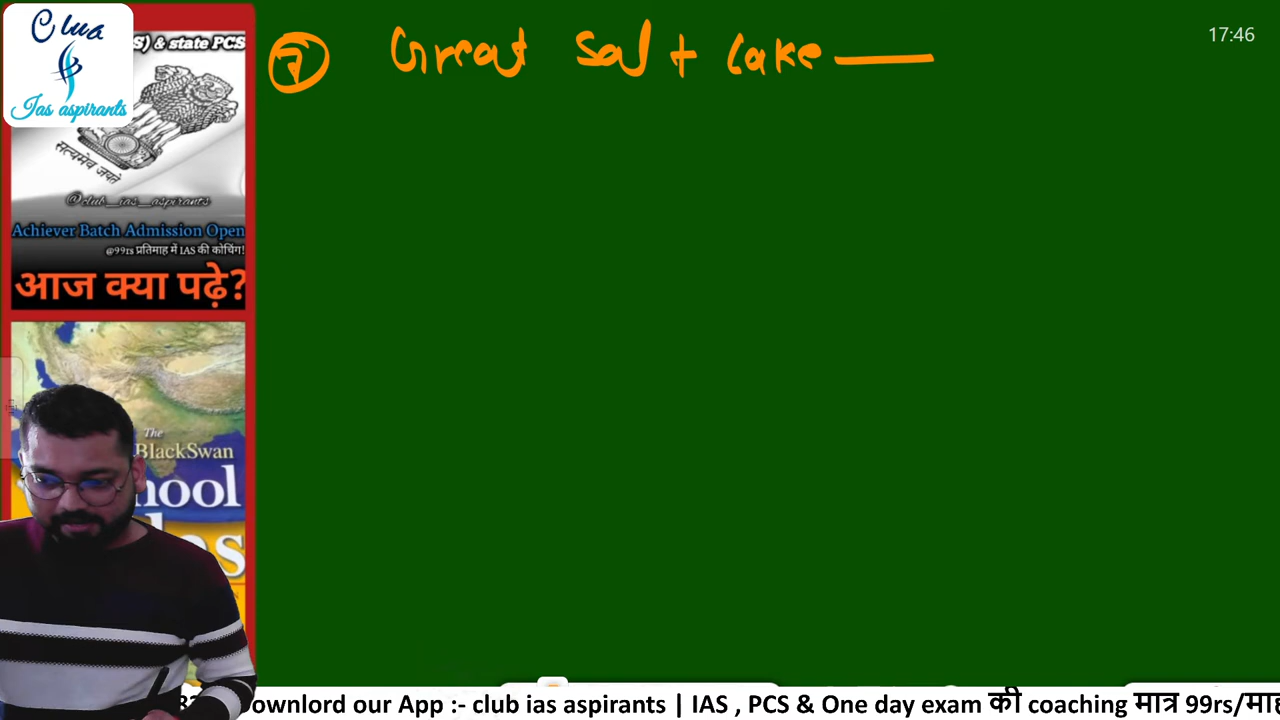 Club
Ias aspirants
S) & state PCS
सत्यमेव जयते
@club__ias__aspirants
Achiever Batch Admission Open
@99rs प्रतिमाह में IAS की कोचिंग!
आज क्या पढ़े?
17:46
7 Great Salt Lake —
The
BlackSwan
hool
ownlord our App :- club ias aspirants | IAS , PCS & One day exam की coaching मात्र 99rs/माह